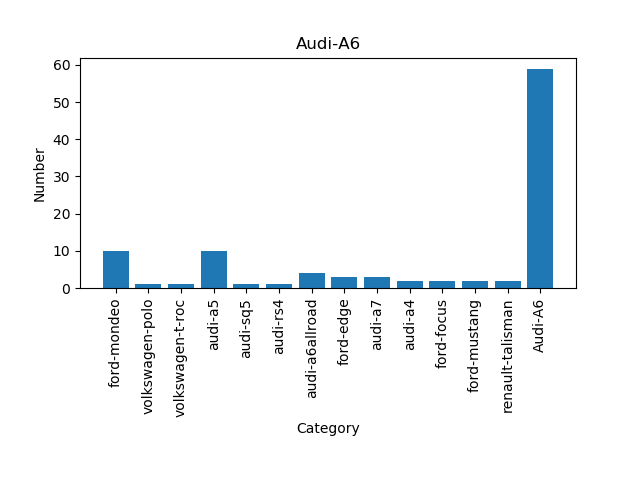 Audi-A6
Number
60
50
40
30
20
10
0
ford-mondeo
volkswagen-polo
volkswagen-t-roc
audi-a5
audi-sq5
audi-rs4
audi-a6allroad
ford-edge
audi-a7
audi-a4
ford-focus
ford-mustang
renault-talisman
Audi-A6
Category